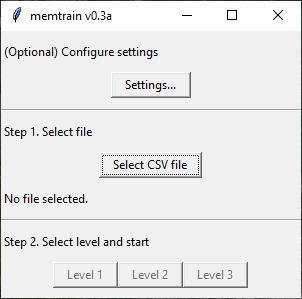 memtrain v0.3a
(Optional) Configure settings
Settings...
Step 1. Select file
Select CSV file
No file selected.
Step 2. Select level and start
Level 1 Level 2 Level 3